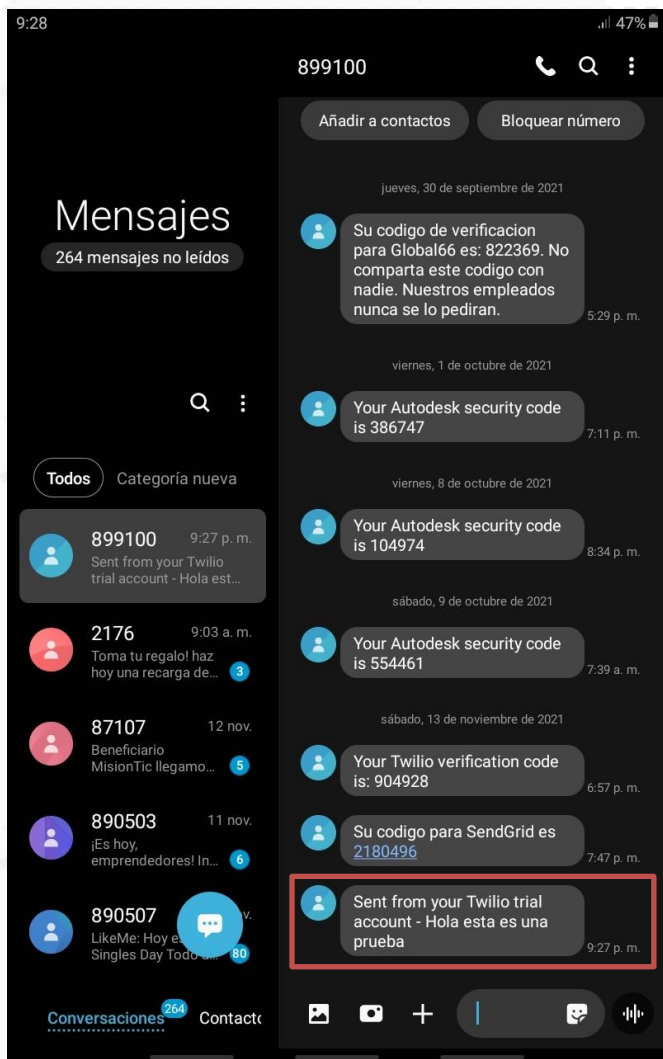 9:28
47%
Mensajes
264 mensajes no leídos
Todos
Categoría nueva
899100
9:27 p. m.
Sent from your Twilio
trial account - Hola est...
2176
9:03 a. m.
Toma tu regalo! haz
hoy una recarga de...
3
87107
12 nov.
Beneficiario
MisionTic llegamo...
5
890503
11 nov.
¡Es hoy,
emprendedores! In...
6
890507
v.
LikeMe: Hoy es
Singles Day Todo
80
Conversaciones
264
Contact
899100
Añadir a contactos
Bloquear número
jueves, 30 de septiembre de 2021
Su codigo de verificacion
para Global66 es: 822369. No
comparta este codigo con
nadie. Nuestros empleados
nunca se lo pediran.
5:29 p. m.
viernes, 1 de octubre de 2021
Your Autodesk security code
is 386747
7:11 p. m.
viernes, 8 de octubre de 2021
Your Autodesk security code
is 104974
8:34 p. m.
sábado, 9 de octubre de 2021
Your Autodesk security code
is 554461
7:39 a. m.
sábado, 13 de noviembre de 2021
Your Twilio verification code
is: 904928
6:57 p. m.
Su codigo para SendGrid es
2180496
7:47 p. m.
Sent from your Twilio trial
account - Hola esta es una
prueba
9:27 p. m.